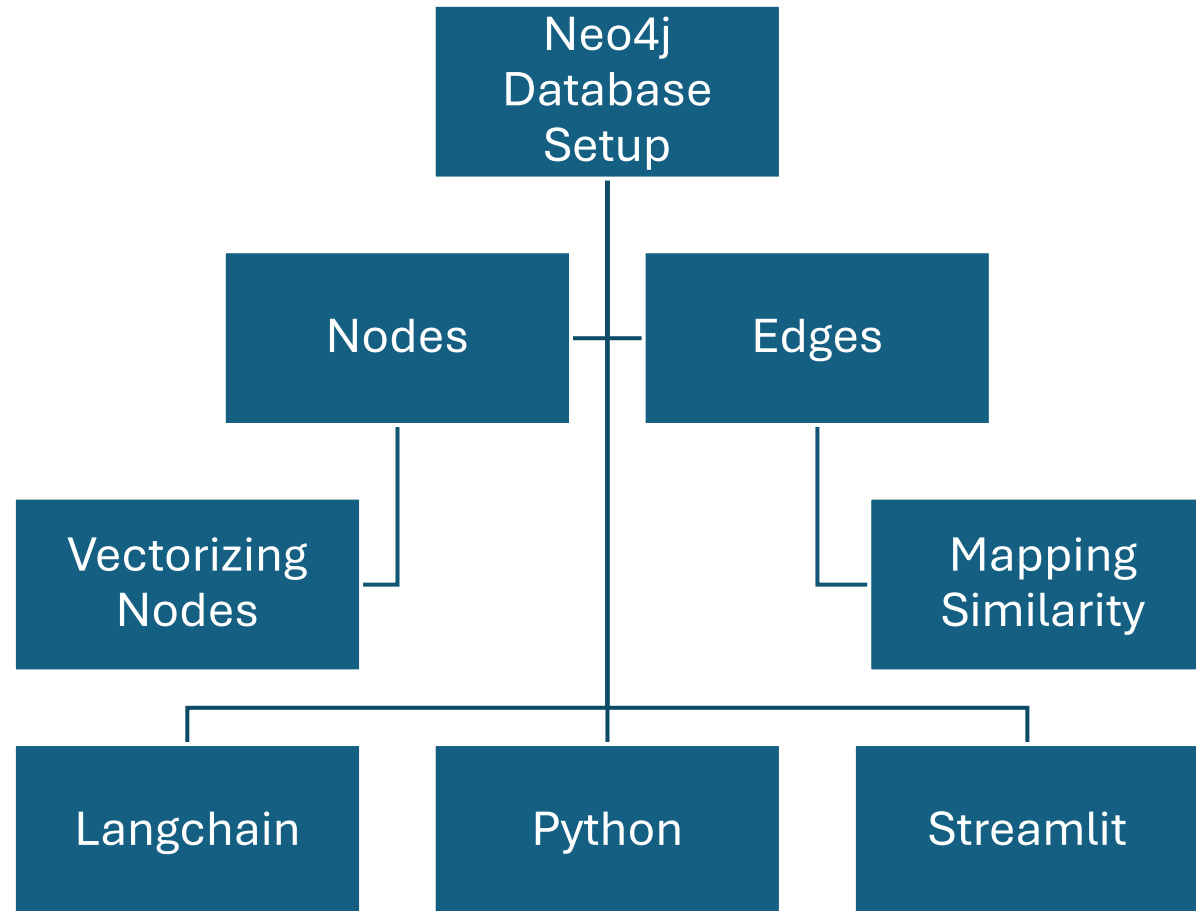 Neo4j
Database
Setup
Nodes
Edges
Vectorizing
Nodes
Mapping
Similarity
Langchain
Python
Streamlit